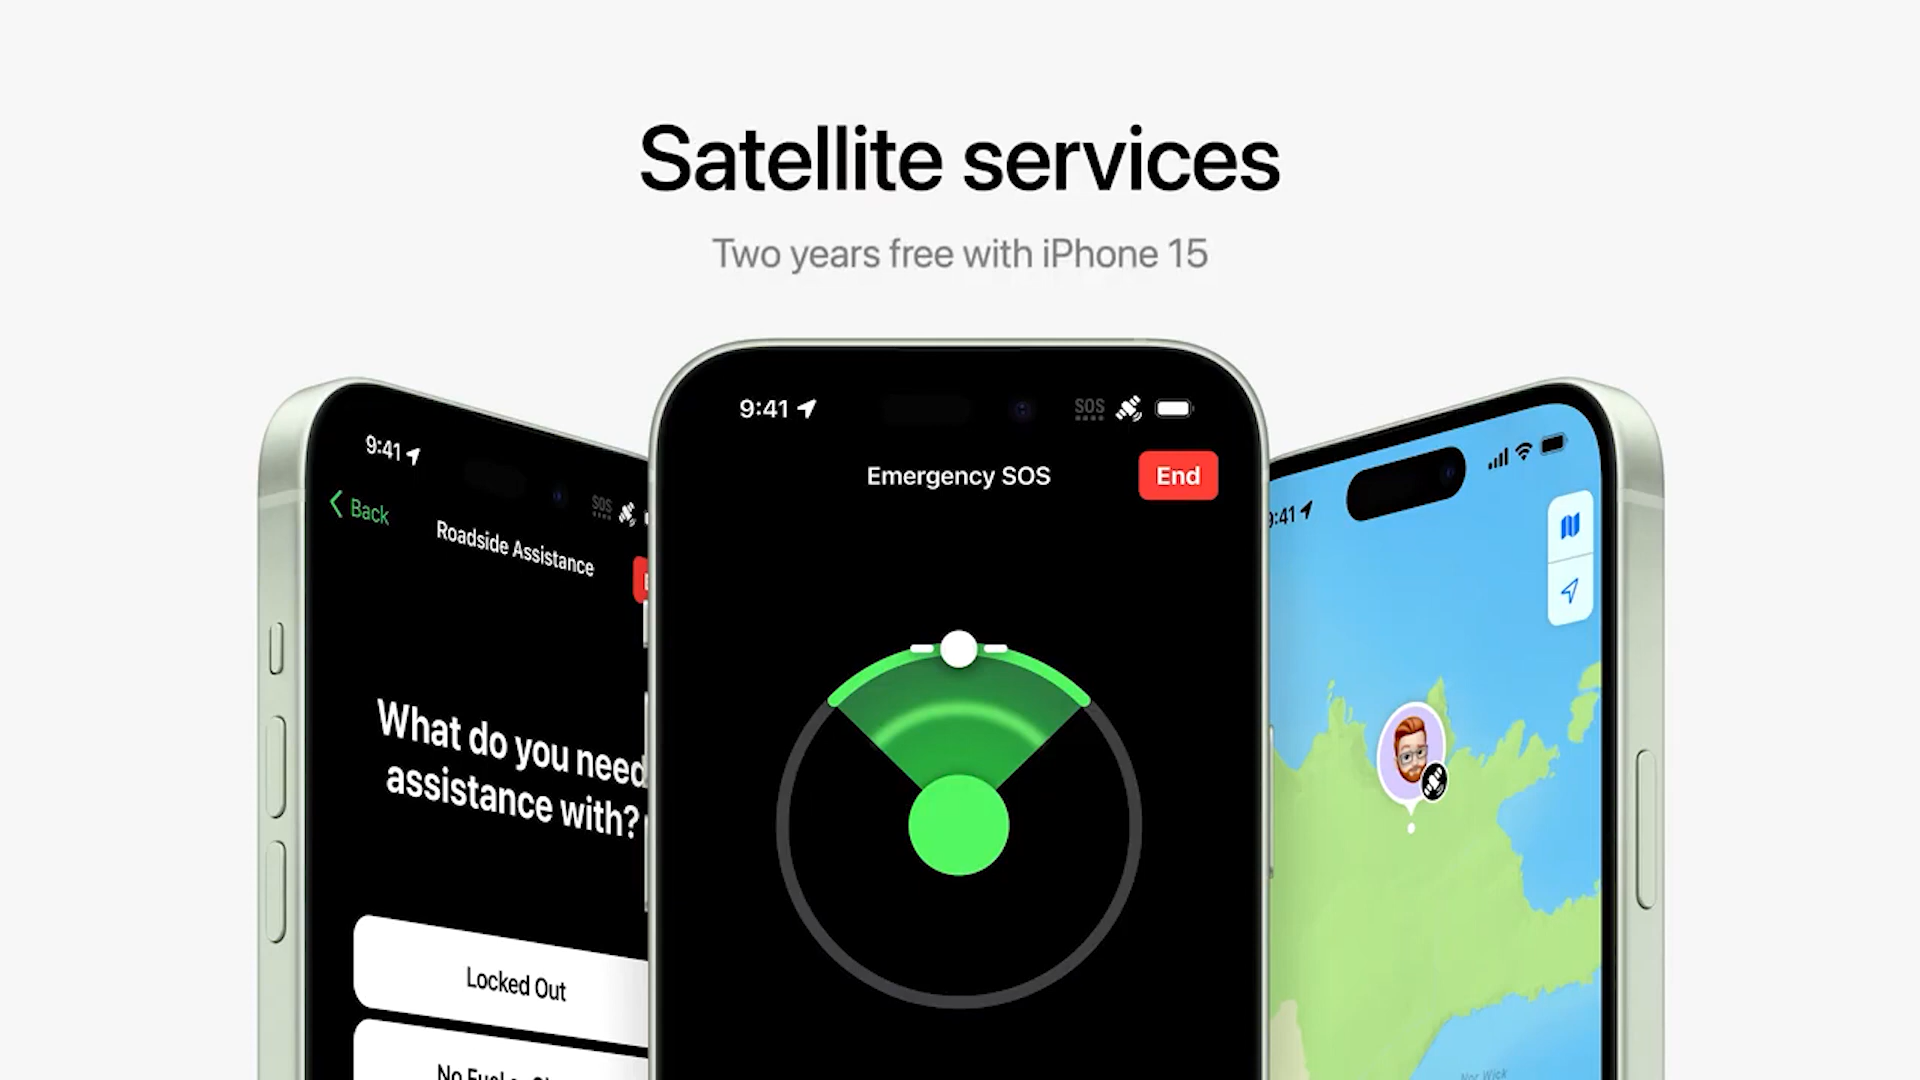 Satellite services
Two years free with iPhone 15
9:41
SOS
Back
Roadside Assistance
What do you need
assistance with?
Locked Out
9:41
SOS
Emergency SOS
End
:41